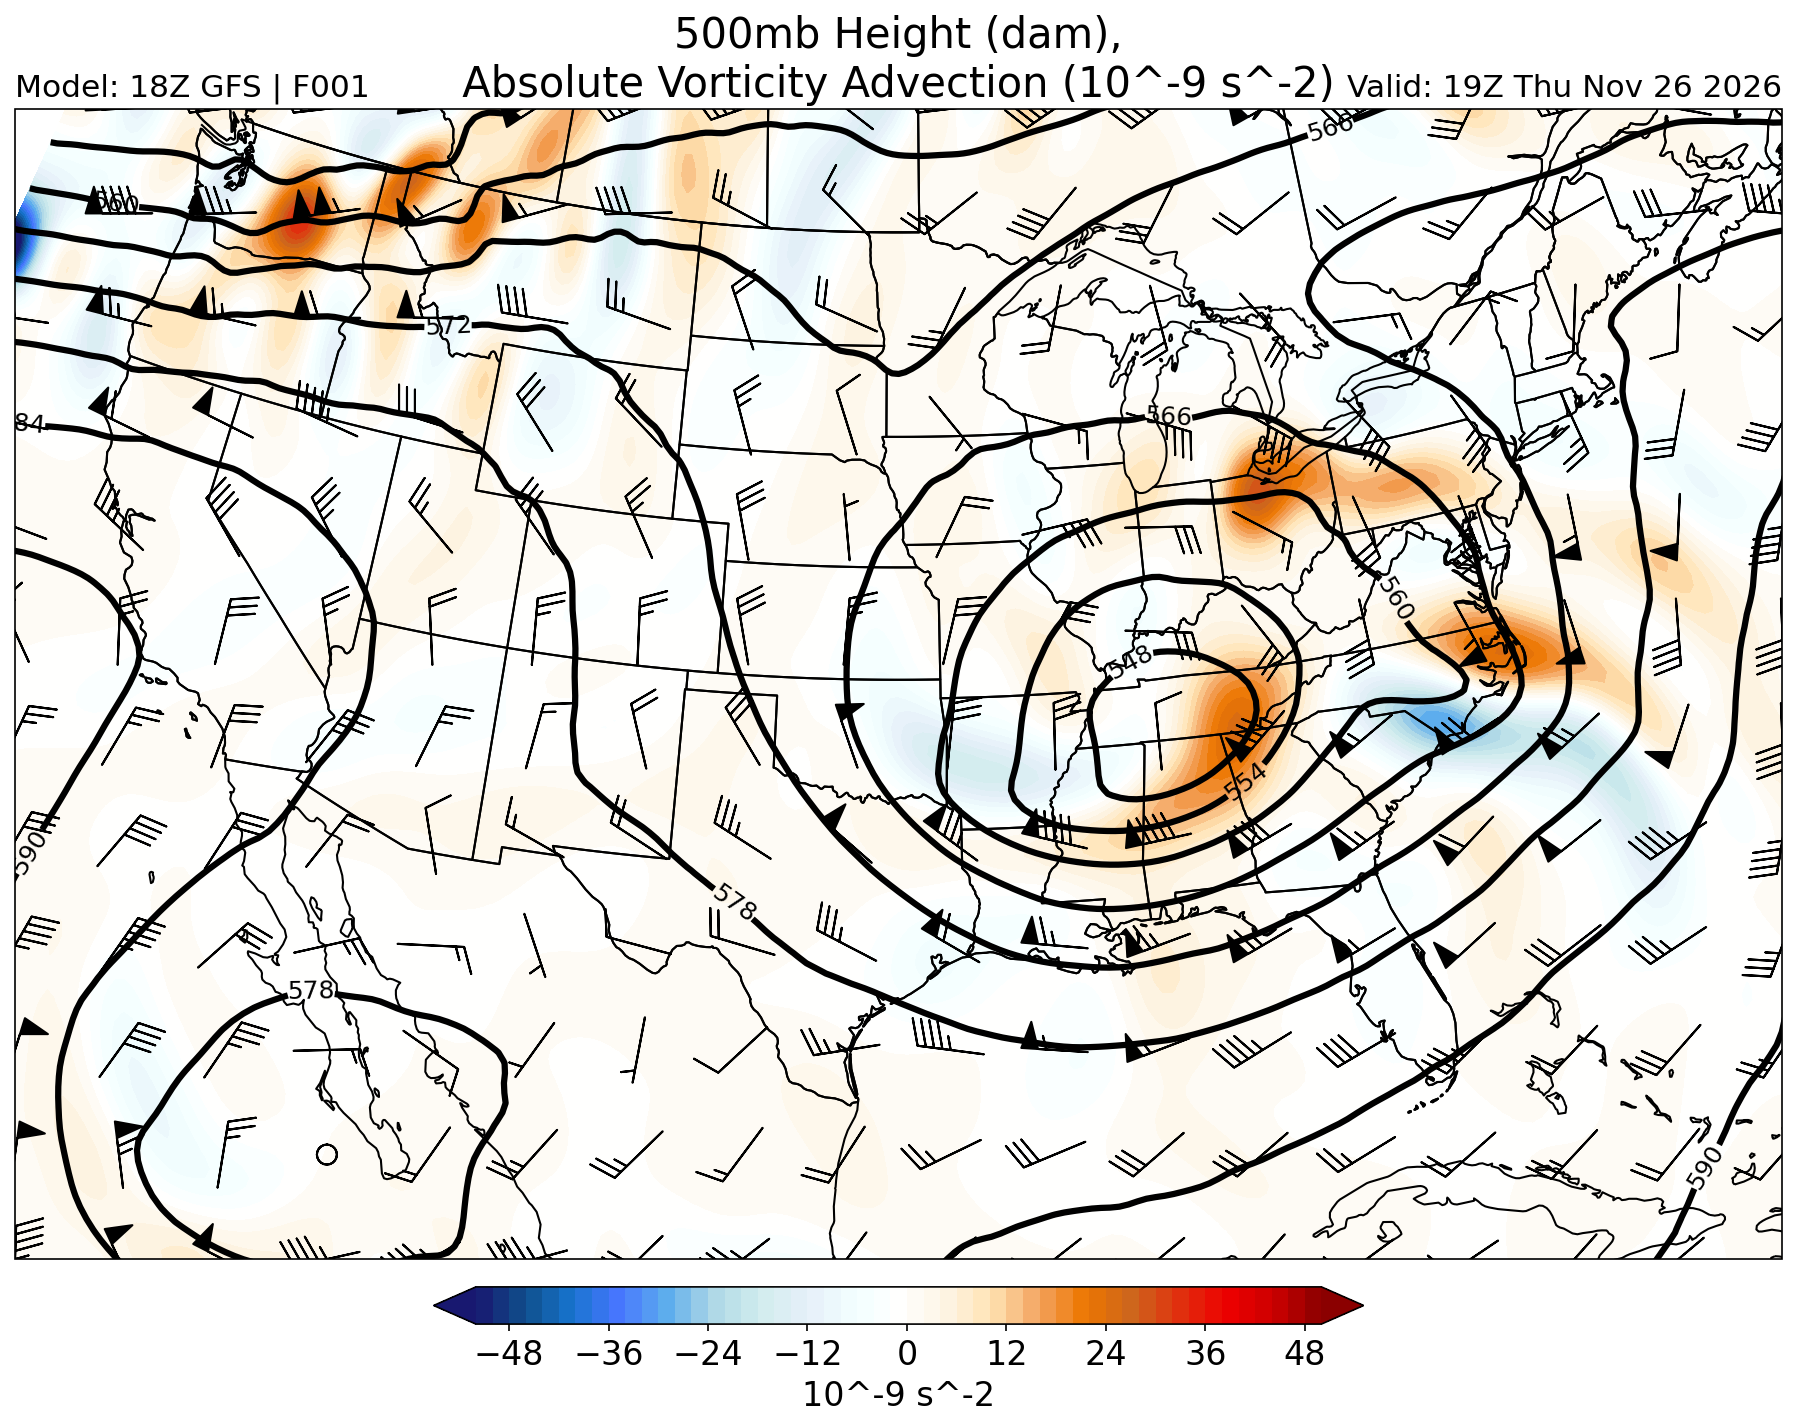 500mb Height (dam),
Model: 18Z GFS | F001
Absolute Vorticity Advection (10^-9 s^-2)
Valid: 19Z Thu Nov 26 2026
566
560
572
566
584
560
548
554
590
578
578
590
−48 −36 −24 −12 0 12 24 36 48
10^-9 s^-2